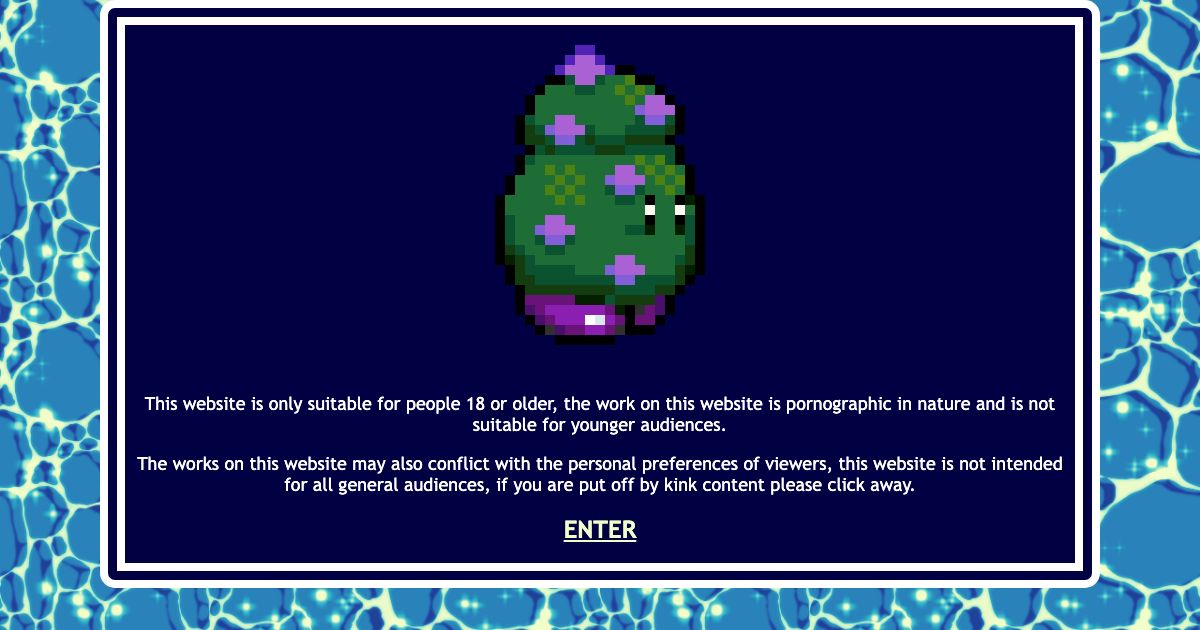 This website is only suitable for people 18 or older, the work on this website is pornographic in nature and is not
suitable for younger audiences.
The works on this website may also conflict with the personal preferences of viewers, this website is not intended
for all general audiences, if you are put off by kink content please click away.
ENTER